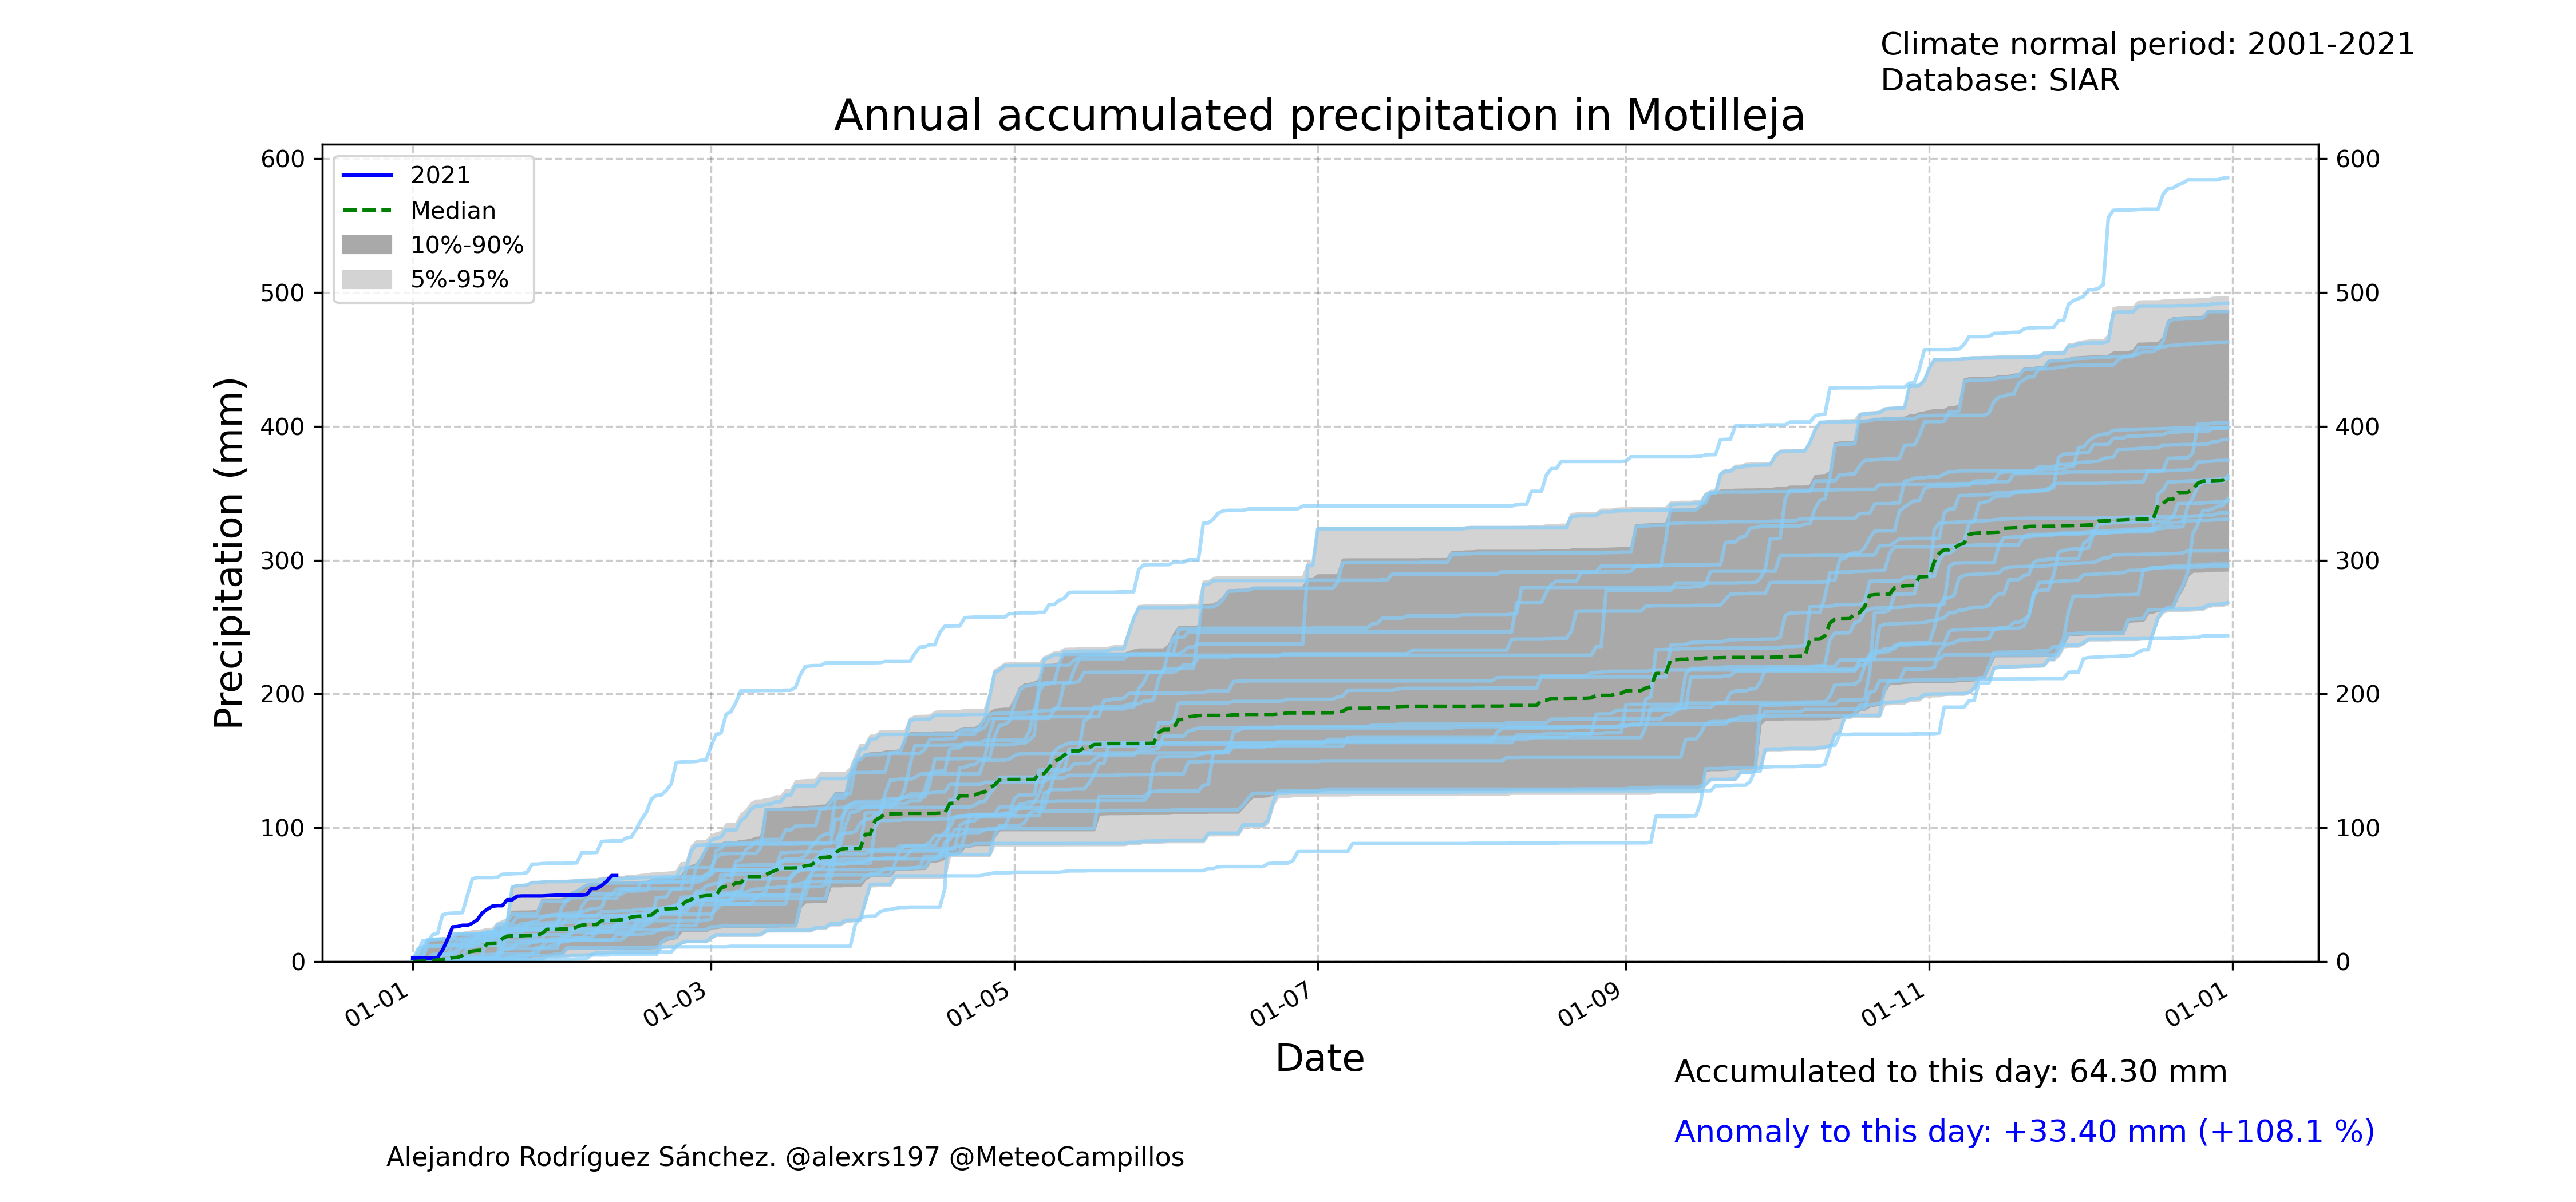 Climate normal period: 2001-2021
Database: SIAR
Annual accumulated precipitation in Motilleja
2021
Median
10%-90%
5%-95%
Precipitation (mm)
600
500
400
300
200
100
0
600
500
400
300
200
100
0
01-01
01-03
01-05
01-07
01-09
01-11
01-01
Date
Accumulated to this day: 64.30 mm
Anomaly to this day: +33.40 mm (+108.1 %)
Alejandro Rodríguez Sánchez. @alexrs197 @MeteoCampillos